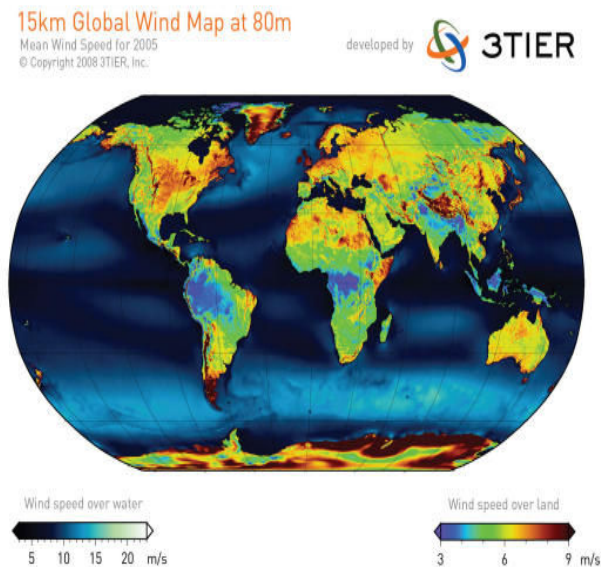 15km Global Wind Map at 80m
Mean Wind Speed for 2005
© Copyright 2008 3TIER, Inc.
developed by 3TIER
Wind speed over water
5 10 15 20 m/s
Wind speed over land
3 6 9 m/s